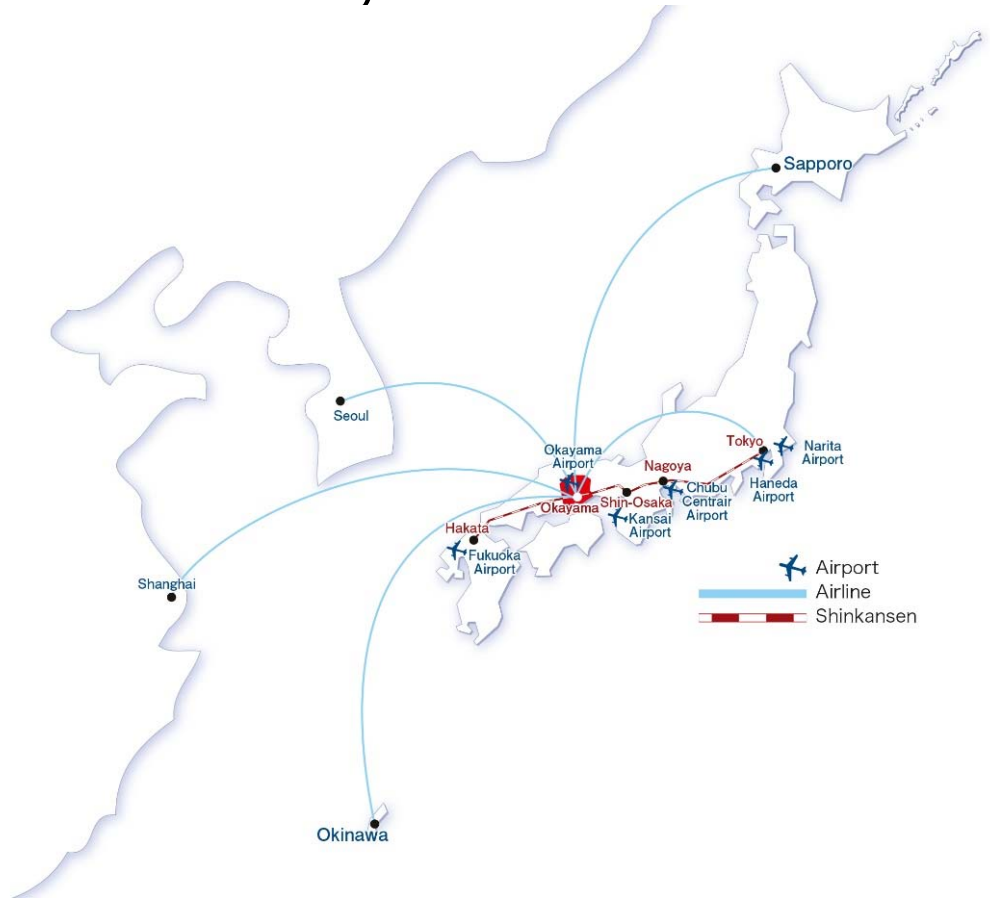 Sapporo
Seoul
Okayama
Airport
Tokyo
Narita
Airport
Nagoya
Haneda
Airport
Chubu
Centrair
Airport
Okayama
Shin-Osaka
Kansai
Airport
Hakata
Fukuoka
Airport
Shanghai
Airport
Airline
Shinkansen
Okinawa